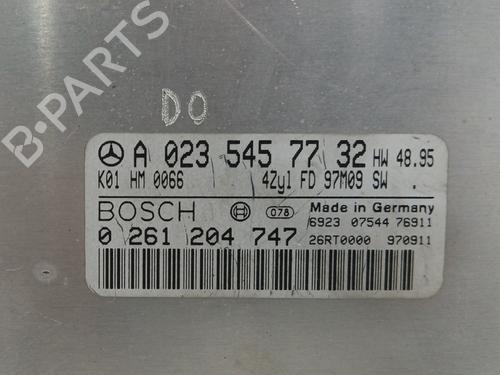 DO
A 023 545 77 32 HW 48.95
K01 HM 0066 4Zyl FD 97M09 SW .
BOSCH 078 Made in Germany
6923 07544 76911
0 261 204 747 26RT0000 970911
B-PARTS